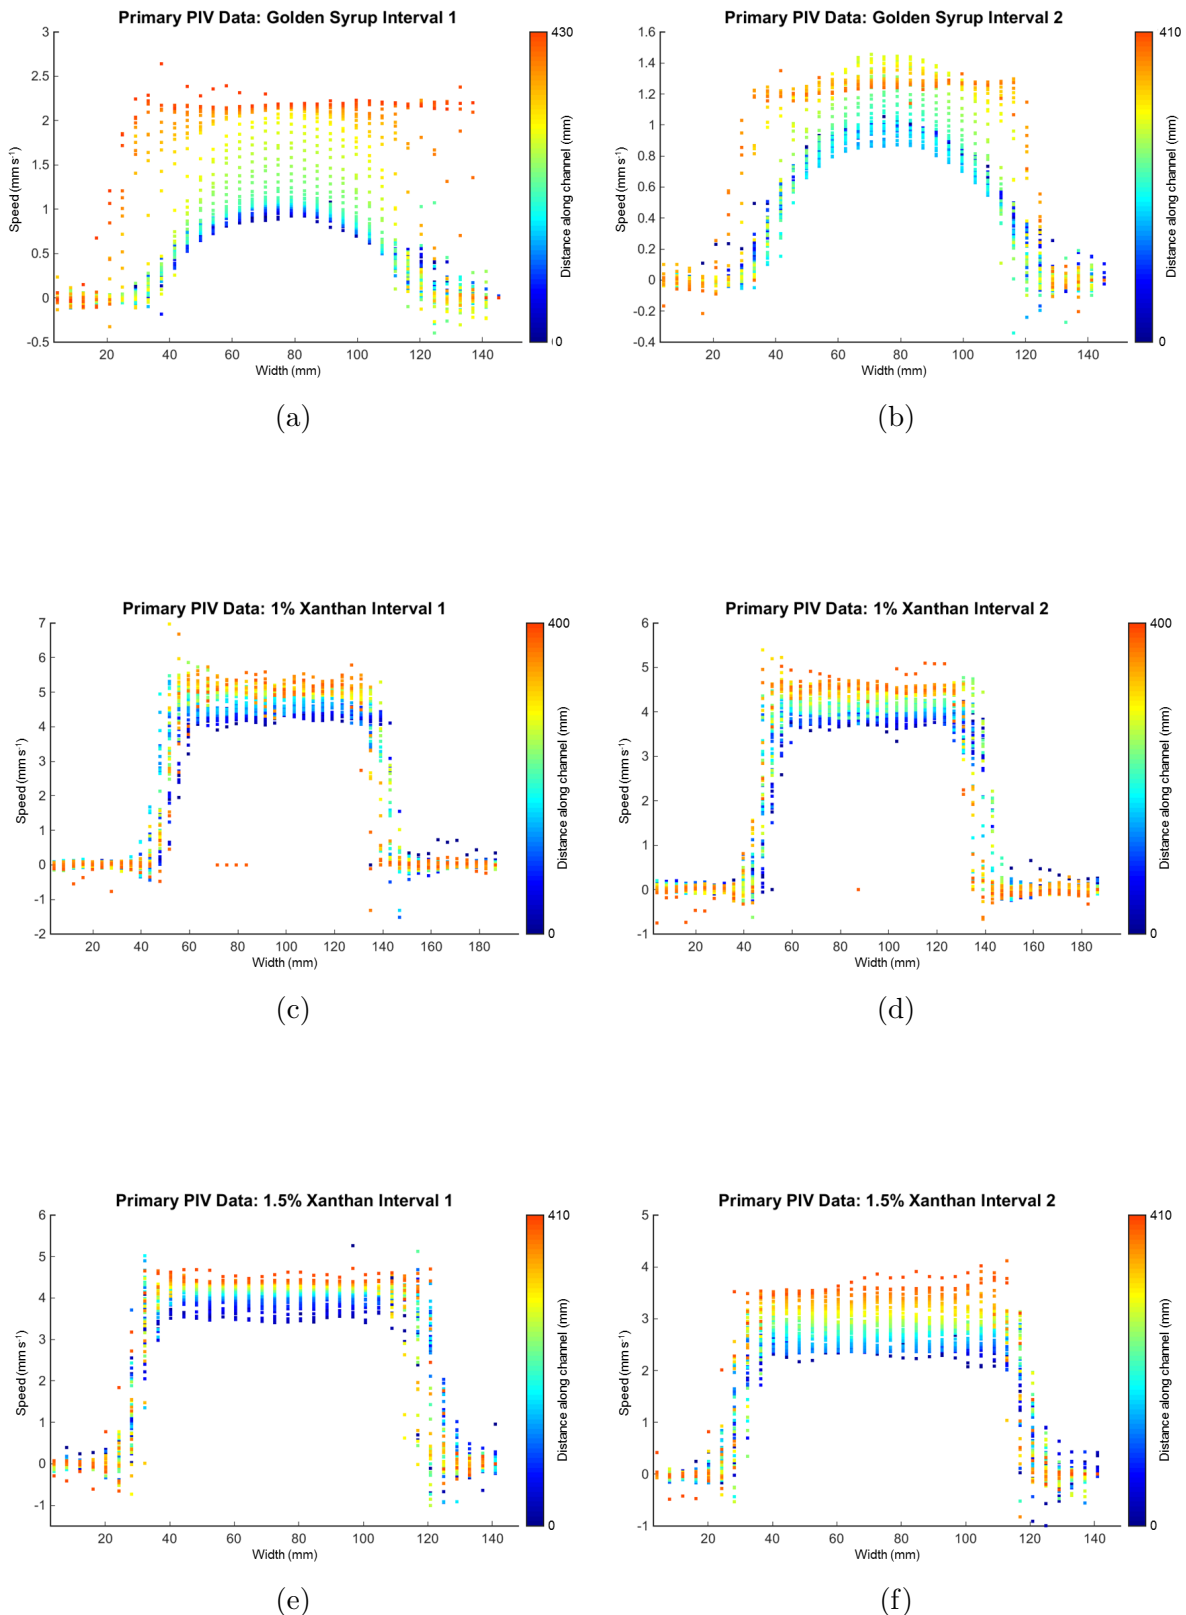 Primary PIV Data: Golden Syrup Interval 1
3
2.5
2
1.5
1
0.5
0
-0.5
Speed (mm s⁻¹)
20 40 60 80 100 120 140
Width (mm)
430
0
Distance along channel (mm)
(a)
Primary PIV Data: Golden Syrup Interval 2
1.6
1.4
1.2
1
0.8
0.6
0.4
0.2
0
-0.2
-0.4
Speed (mm s⁻¹)
20 40 60 80 100 120 140
Width (mm)
410
0
Distance along channel (mm)
(b)
Primary PIV Data: 1% Xanthan Interval 1
7
6
5
4
3
2
1
0
-1
-2
Speed (mm s⁻¹)
20 40 60 80 100 120 140 160 180
Width (mm)
400
0
Distance along channel (mm)
(c)
Primary PIV Data: 1% Xanthan Interval 2
6
5
4
3
2
1
0
-1
Speed (mm s⁻¹)
20 40 60 80 100 120 140 160 180
Width (mm)
400
0
Distance along channel (mm)
(d)
Primary PIV Data: 1.5% Xanthan Interval 1
6
5
4
3
2
1
0
-1
Speed (mm s⁻¹)
20 40 60 80 100 120 140
Width (mm)
410
0
Distance along channel (mm)
(e)
Primary PIV Data: 1.5% Xanthan Interval 2
5
4
3
2
1
0
-1
Speed (mm s⁻¹)
20 40 60 80 100 120 140
Width (mm)
410
0
Distance along channel (mm)
(f)